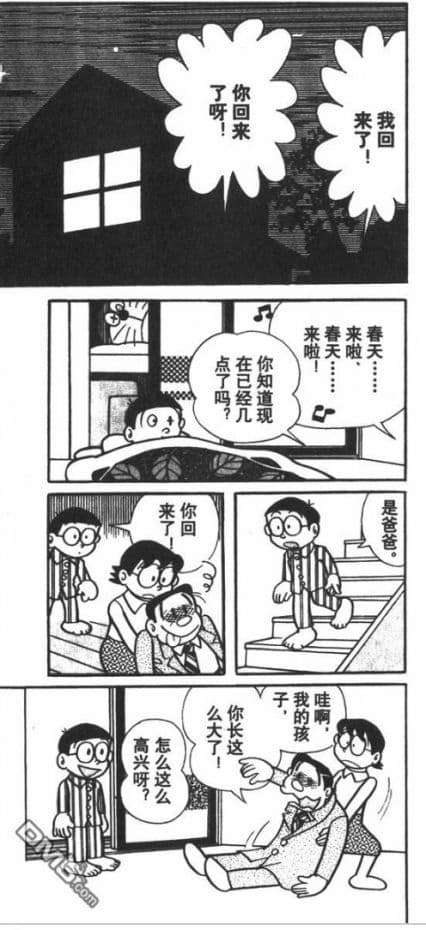 我回
来了！
你回来
了呀！
春天……
来啦、
春天……
来啦！
你知道现
在已经几
点了吗？
是爸爸。
你回
来了！
哇啊，
我的孩
子，
你长这
么大了！
怎么这么
高兴呀？
DM5.com